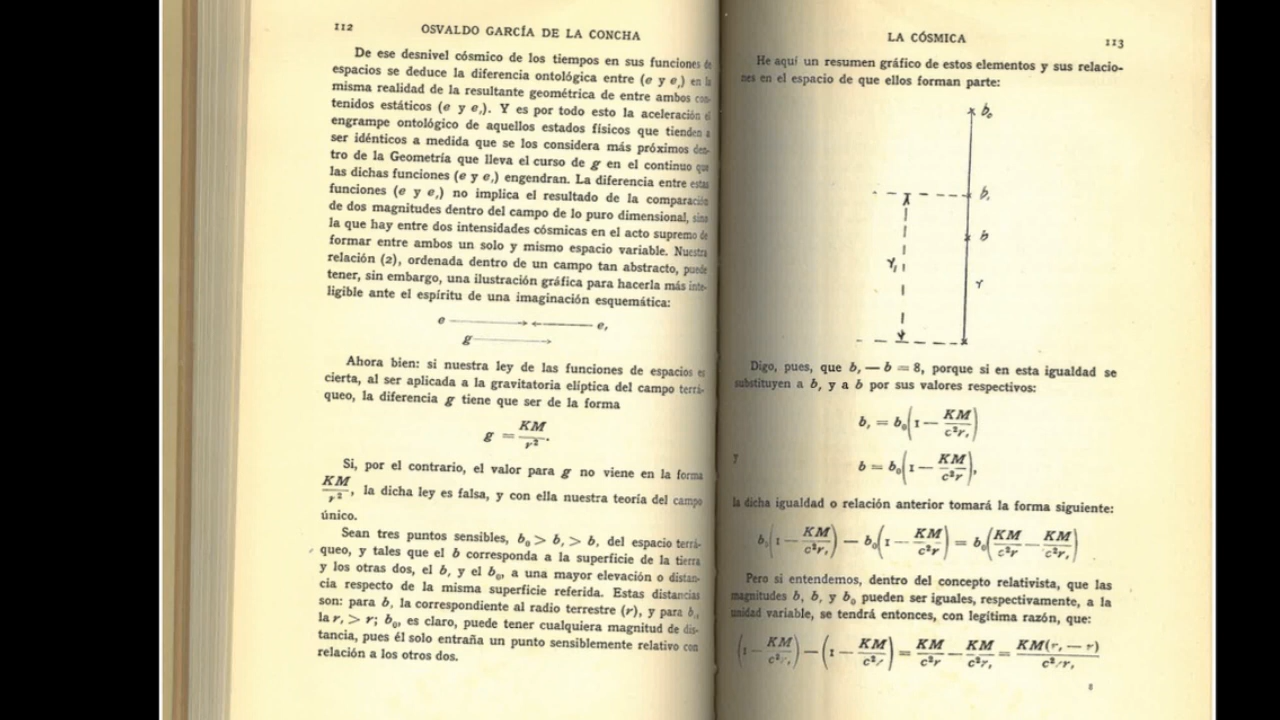 112
OSVALDO GARCÍA DE LA CONCHA
De ese desnivel cósmico de los tiempos en sus funciones de
espacios se deduce la diferencia ontológica entre (e y e,) en la
misma realidad de la resultante geométrica de entre ambos con-
tenidos estáticos (e y e,). Y es por todo esto la aceleración el
engrampe ontológico de aquellos estados físicos que tienden a
ser idénticos a medida que se los considera más próximos den-
tro de la Geometría que lleva el curso de g en el continuo que
las dichas funciones (e y e,) engendran. La diferencia entre estas
funciones (e y e,) no implica el resultado de la comparación
de dos magnitudes dentro del campo de lo puro dimensional, sino
la que hay entre dos intensidades cósmicas en el acto supremo de
formar entre ambos un solo y mismo espacio variable. Nuestra
relación (2), ordenada dentro de un campo tan abstracto, puede
tener, sin embargo, una ilustración gráfica para hacerla más inte-
ligible ante el espíritu de una imaginación esquemática:
e e,
g
Ahora bien: si nuestra ley de las funciones de espacios es
cierta, al ser aplicada a la gravitatoria elíptica del campo terrá-
queo, la diferencia g tiene que ser de la forma
g = KM/r².
Si, por el contrario, el valor para g no viene en la forma
KM/r², la dicha ley es falsa, y con ella nuestra teoría del campo
único.
Sean tres puntos sensibles, b₀ > b, > b, del espacio terrá-
queo, y tales que el b corresponda a la superficie de la tierra
y los otras dos, el b, y el b₀, a una mayor elevación o distan-
cia respecto de la misma superficie referida. Estas distancias
son: para b, la correspondiente al radio terrestre (r), y para b,,
la r, > r; b₀, es claro, puede tener cualquiera magnitud de dis-
tancia, pues él solo entraña un punto sensiblemente relativo con
relación a los otros dos.
LA CÓSMICA
113
He aquí un resumen gráfico de estos elementos y sus relacio-
nes en el espacio de que ellos forman parte:
b₀
b,
b
r₁
r
Digo, pues, que b, — b = 8, porque si en esta igualdad se
substituyen a b, y a b por sus valores respectivos:
b, = b₀(1 — KM/c²r,)
y
b = b₀(1 — KM/c²r),
la dicha igualdad o relación anterior tomará la forma siguiente:
b₀(1 — KM/c²r,) — b₀(1 — KM/c²r) = b₀(KM/c²r — KM/c²r,)
Pero si entendemos, dentro del concepto relativista, que las
magnitudes b, b, y b₀ pueden ser iguales, respectivamente, a la
unidad variable, se tendrá entonces, con legítima razón, que:
(1 — KM/c²r,) — (1 — KM/c²r) = KM/c²r — KM/c²r, = KM(r, — r)/c²rr,
8